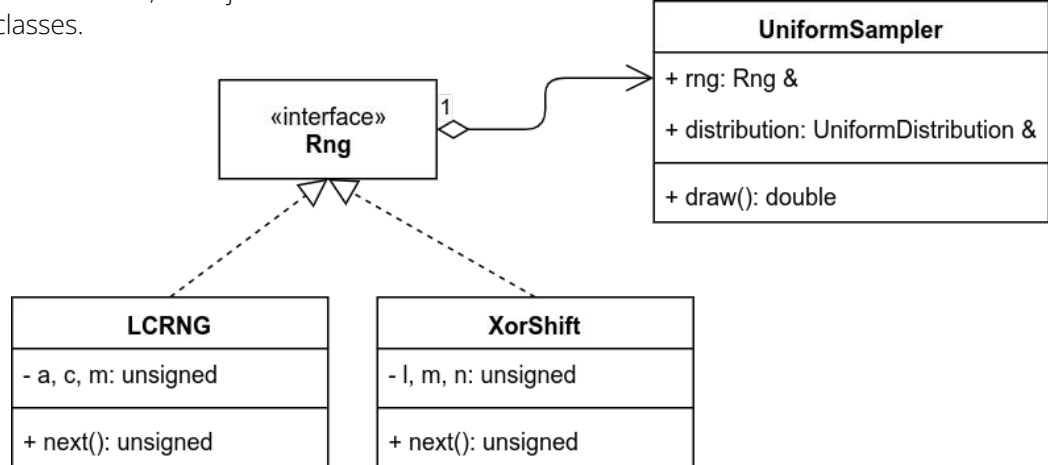 classes.
UniformSampler
+ rng: Rng &
+ distribution: UniformDistribution &
+ draw(): double
«interface»
Rng
1
LCRNG
- a, c, m: unsigned
+ next(): unsigned
XorShift
- l, m, n: unsigned
+ next(): unsigned